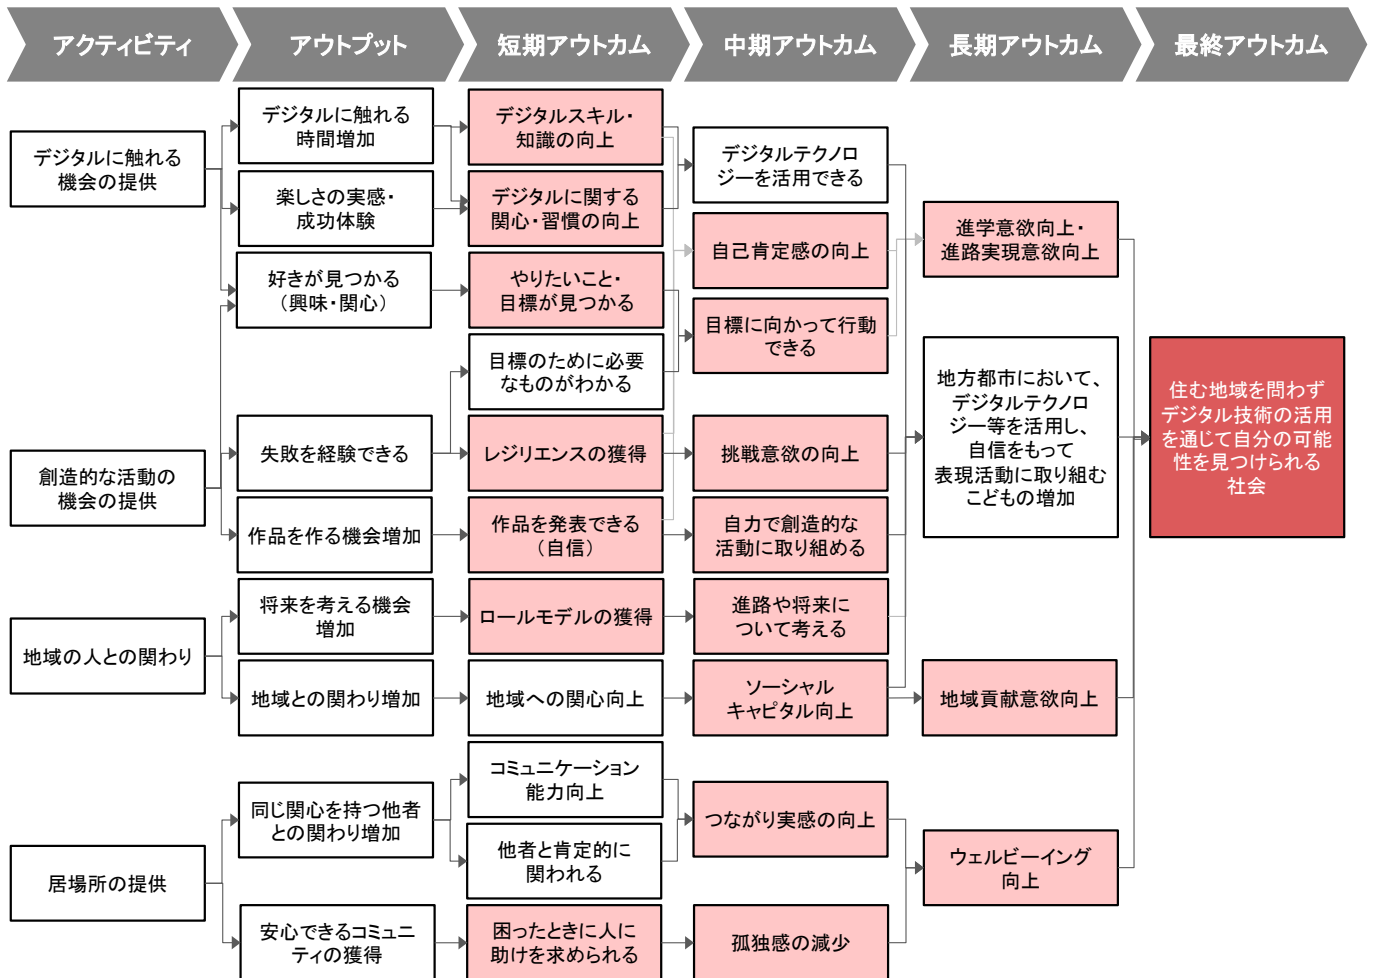 アクティビティ
アウトプット
短期アウトカム
中期アウトカム
長期アウトカム
最終アウトカム
デジタルに触れる
機会の提供
創造的な活動の
機会の提供
地域の人との関わり
居場所の提供
デジタルに触れる
時間増加
楽しさの実感・
成功体験
好きが見つかる
（興味・関心）
失敗を経験できる
作品を作る機会増加
将来を考える機会
増加
地域との関わり増加
同じ関心を持つ他者
との関わり増加
安心できるコミュニ
ティの獲得
デジタルスキル・
知識の向上
デジタルに関する
関心・習慣の向上
やりたいこと・
目標が見つかる
目標のために必要
なものがわかる
レジリエンスの獲得
作品を発表できる
（自信）
ロールモデルの獲得
地域への関心向上
コミュニケーション
能力向上
他者と肯定的に
関われる
困ったときに人に
助けを求められる
デジタルテクノロ
ジーを活用できる
自己肯定感の向上
目標に向かって行動
できる
挑戦意欲の向上
自力で創造的な
活動に取り組める
進路や将来に
ついて考える
ソーシャル
キャピタル向上
つながり実感の向上
孤独感の減少
進学意欲向上・
進路実現意欲向上
地方都市において、
デジタルテクノロ
ジー等を活用し、
自信をもって
表現活動に取り組む
こどもの増加
地域貢献意欲向上
ウェルビーイング
向上
住む地域を問わず
デジタル技術の活用
を通じて自分の可能
性を見つけられる
社会